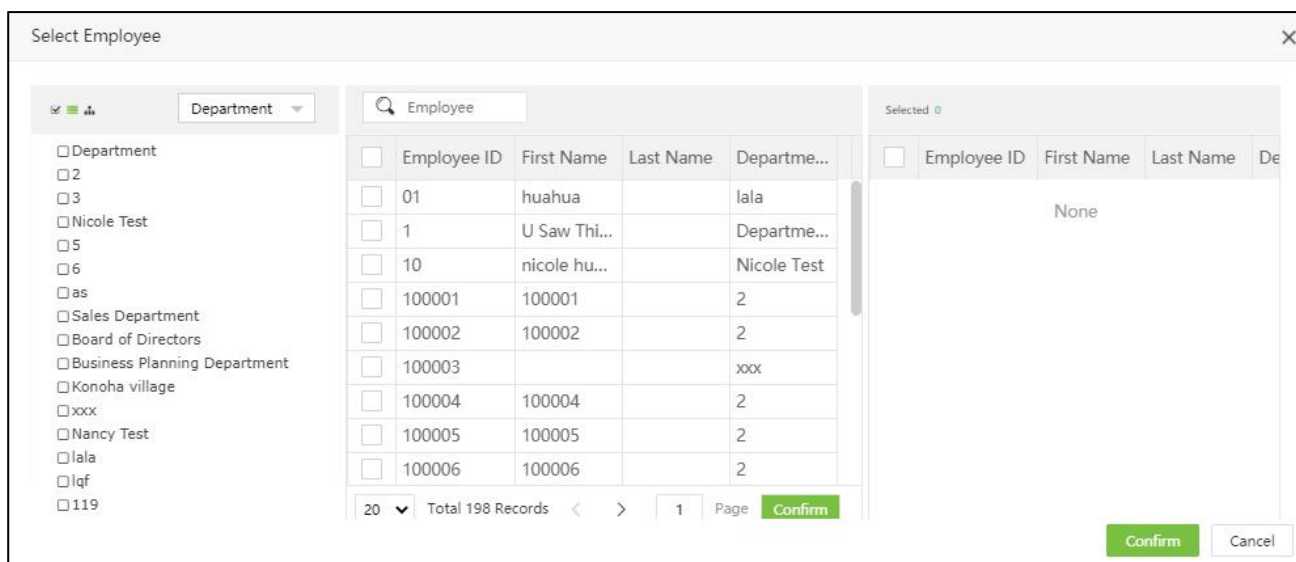 Select Employee
Department
Department
2
3
Nicole Test
5
6
as
Sales Department
Board of Directors
Business Planning Department
Konoha village
xxx
Nancy Test
lala
lqf
119
Employee
Employee ID First Name Last Name Departme...
01 huahua lala
1 U Saw Thi... Departme...
10 nicole hu... Nicole Test
100001 100001 2
100002 100002 2
100003 xxx
100004 100004 2
100005 100005 2
100006 100006 2
20 Total 198 Records < > 1 Page Confirm
Selected 0
Employee ID First Name Last Name De
None
Confirm Cancel